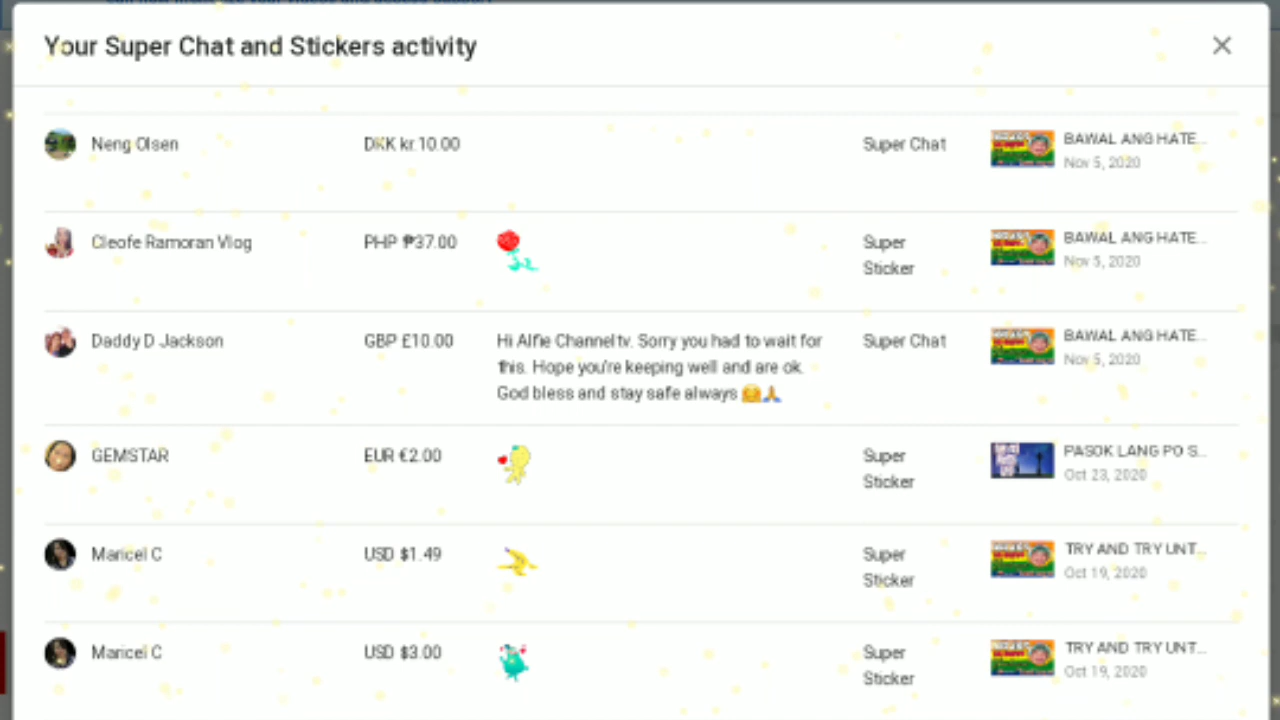 Your Super Chat and Stickers activity
Neng Olsen DKK kr.10.00 Super Chat BAWAL ANG HATE...
Nov 5, 2020
Cleofe Ramoran Vlog PHP ₱37.00 Super BAWAL ANG HATE...
Sticker Nov 5, 2020
Daddy D Jackson GBP £10.00 Hi Alfie Channel tv. Sorry you had to wait for Super Chat BAWAL ANG HATE...
this. Hope you're keeping well and are ok. Nov 5, 2020
God bless and stay safe always 🤗🙏
GEMSTAR EUR €2.00 Super PASOK LANG PO S...
Sticker Oct 23, 2020
Maricel C USD $1.49 Super TRY AND TRY UNT...
Sticker Oct 19, 2020
Maricel C USD $3.00 Super TRY AND TRY UNT...
Sticker Oct 19, 2020